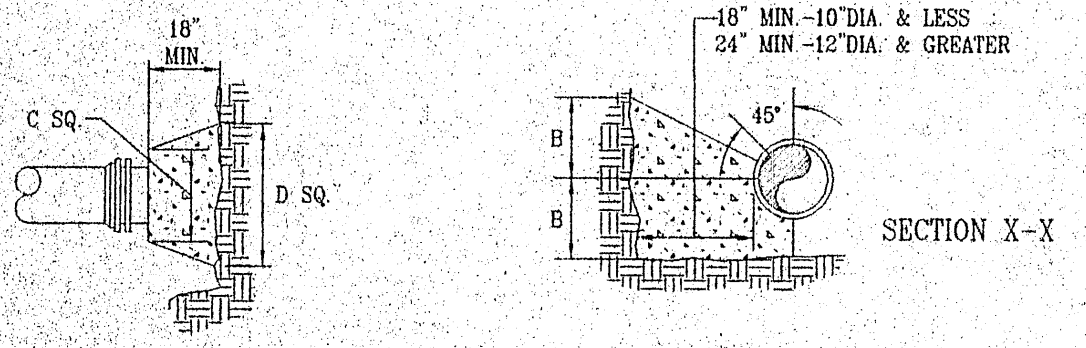 18"
MIN.
C SQ.
D SQ.
18" MIN.-10"DIA. & LESS
24" MIN.-12"DIA. & GREATER
45°
B
B
SECTION X-X